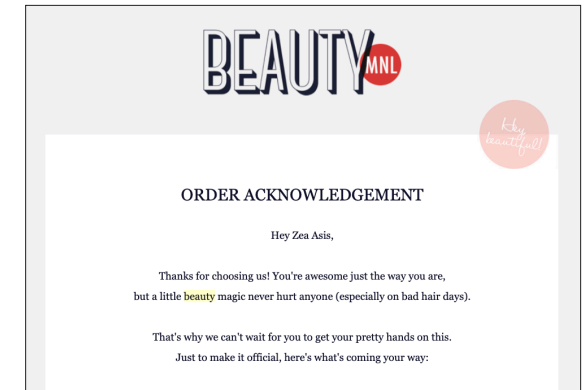 BEAUTY MNL
Hey
beautiful!
ORDER ACKNOWLEDGEMENT
Hey Zea Asis,
Thanks for choosing us! You're awesome just the way you are,
but a little beauty magic never hurt anyone (especially on bad hair days).
That's why we can't wait for you to get your pretty hands on this.
Just to make it official, here's what's coming your way: